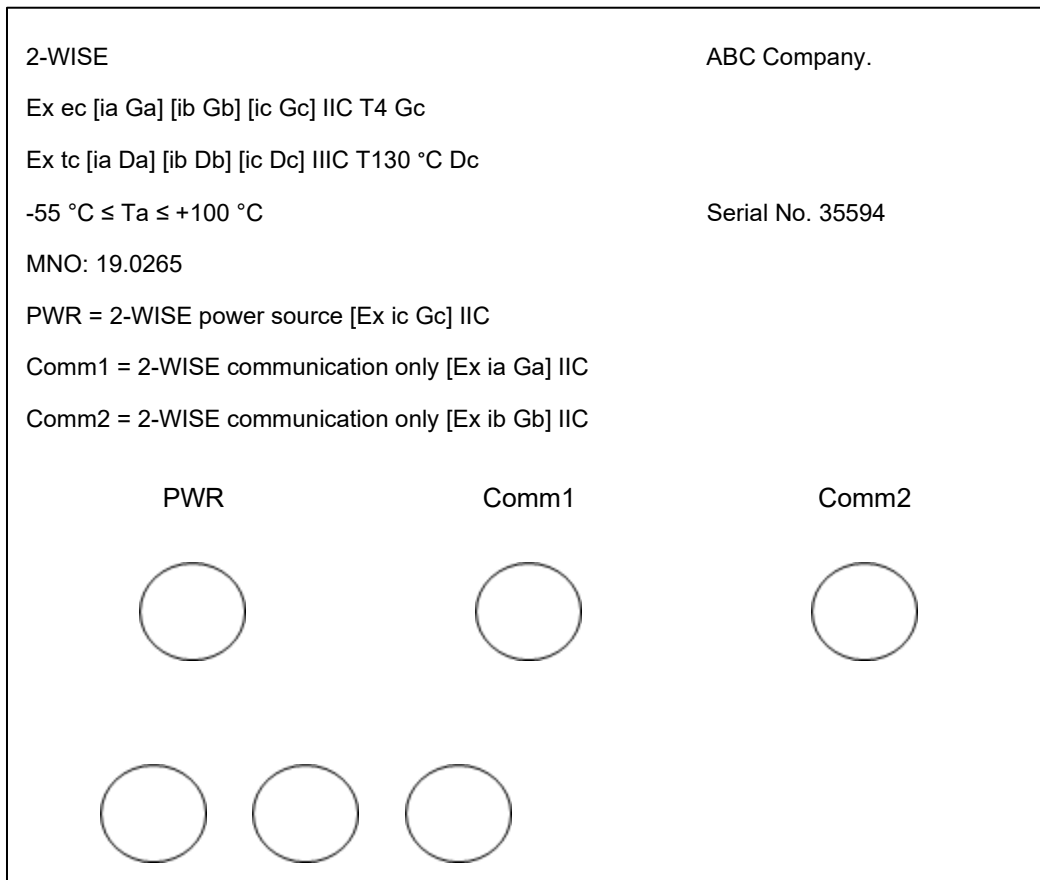 2-WISE ABC Company.
Ex ec [ia Ga] [ib Gb] [ic Gc] IIC T4 Gc
Ex tc [ia Da] [ib Db] [ic Dc] IIIC T130 °C Dc
-55 °C ≤ Ta ≤ +100 °C Serial No. 35594
MNO: 19.0265
PWR = 2-WISE power source [Ex ic Gc] IIC
Comm1 = 2-WISE communication only [Ex ia Ga] IIC
Comm2 = 2-WISE communication only [Ex ib Gb] IIC
PWR Comm1 Comm2